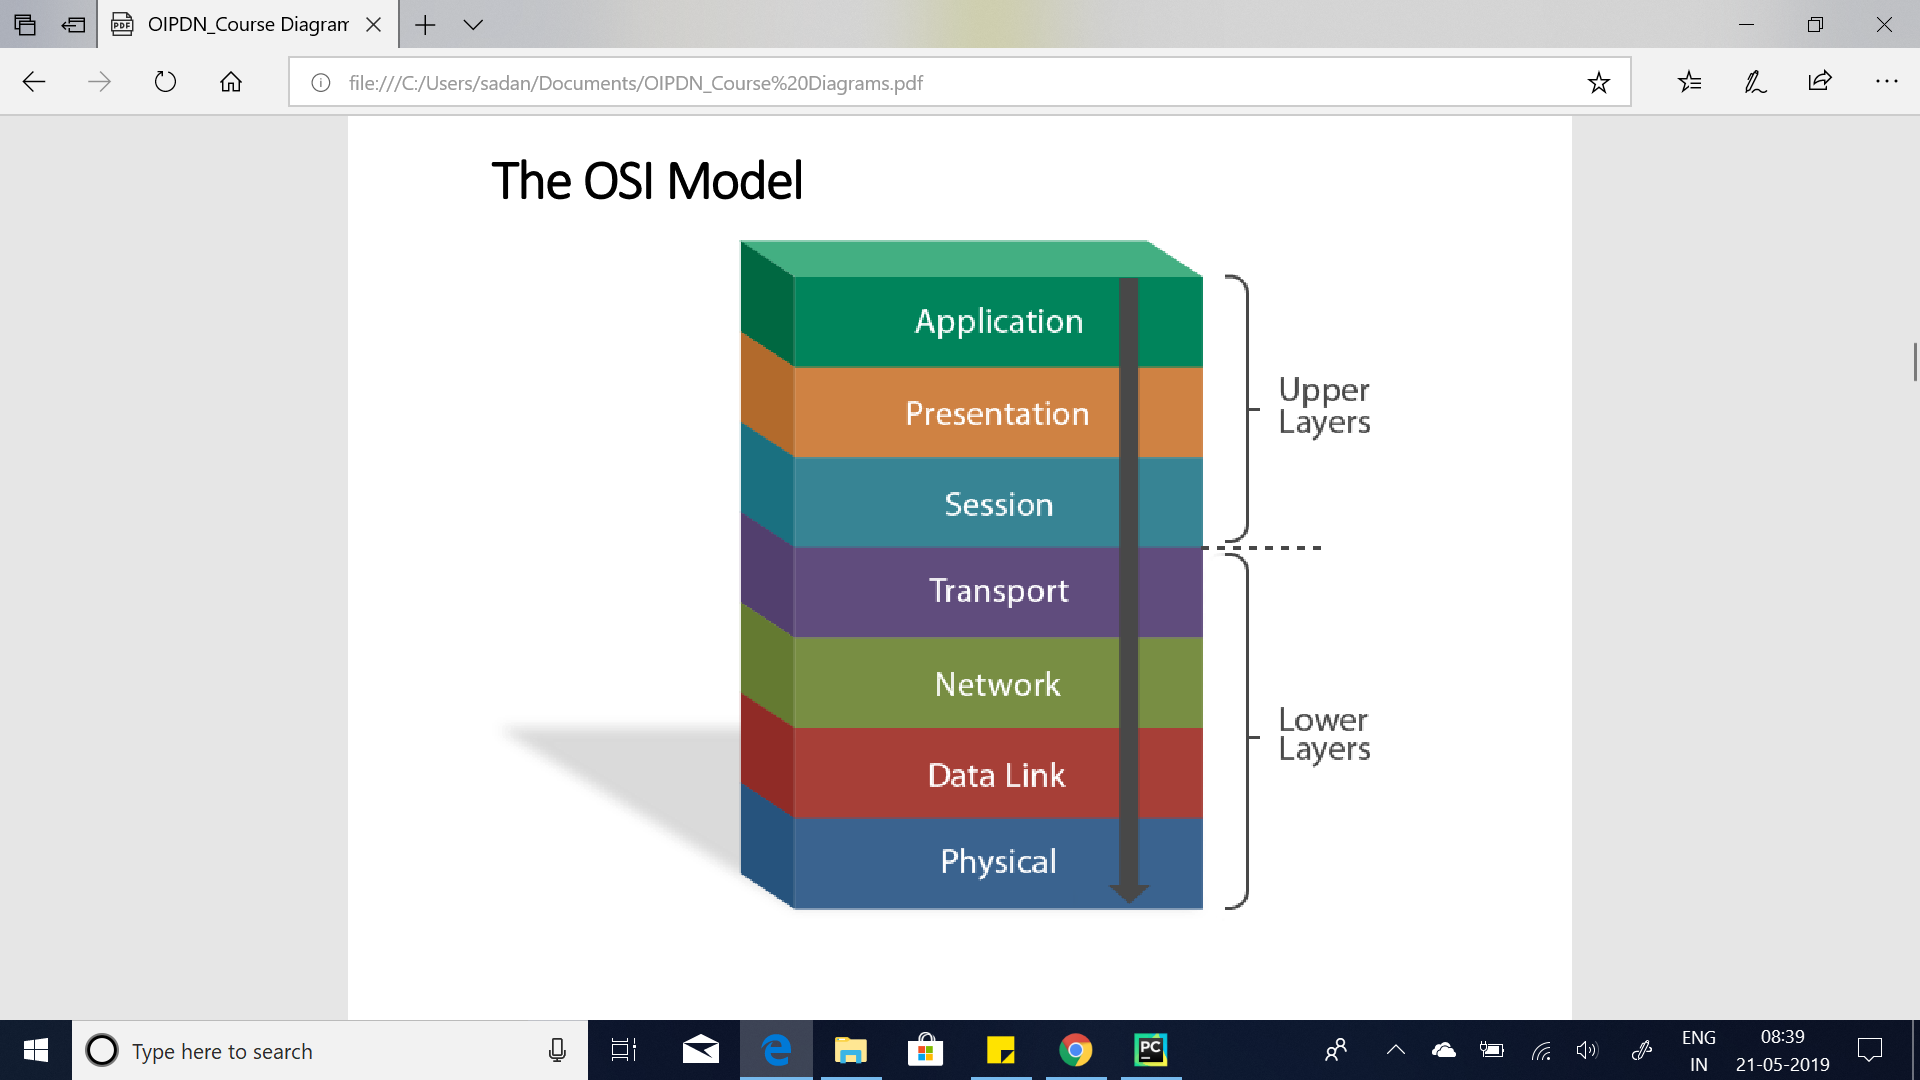 OIPDN_Course Diagram
file:///C:/Users/sadan/Documents/OIPDN_Course%20Diagrams.pdf
The OSI Model
Application
Presentation
Session
Transport
Network
Data Link
Physical
Upper
Layers
Lower
Layers
Type here to search
PC
ENG
IN
08:39
21-05-2019